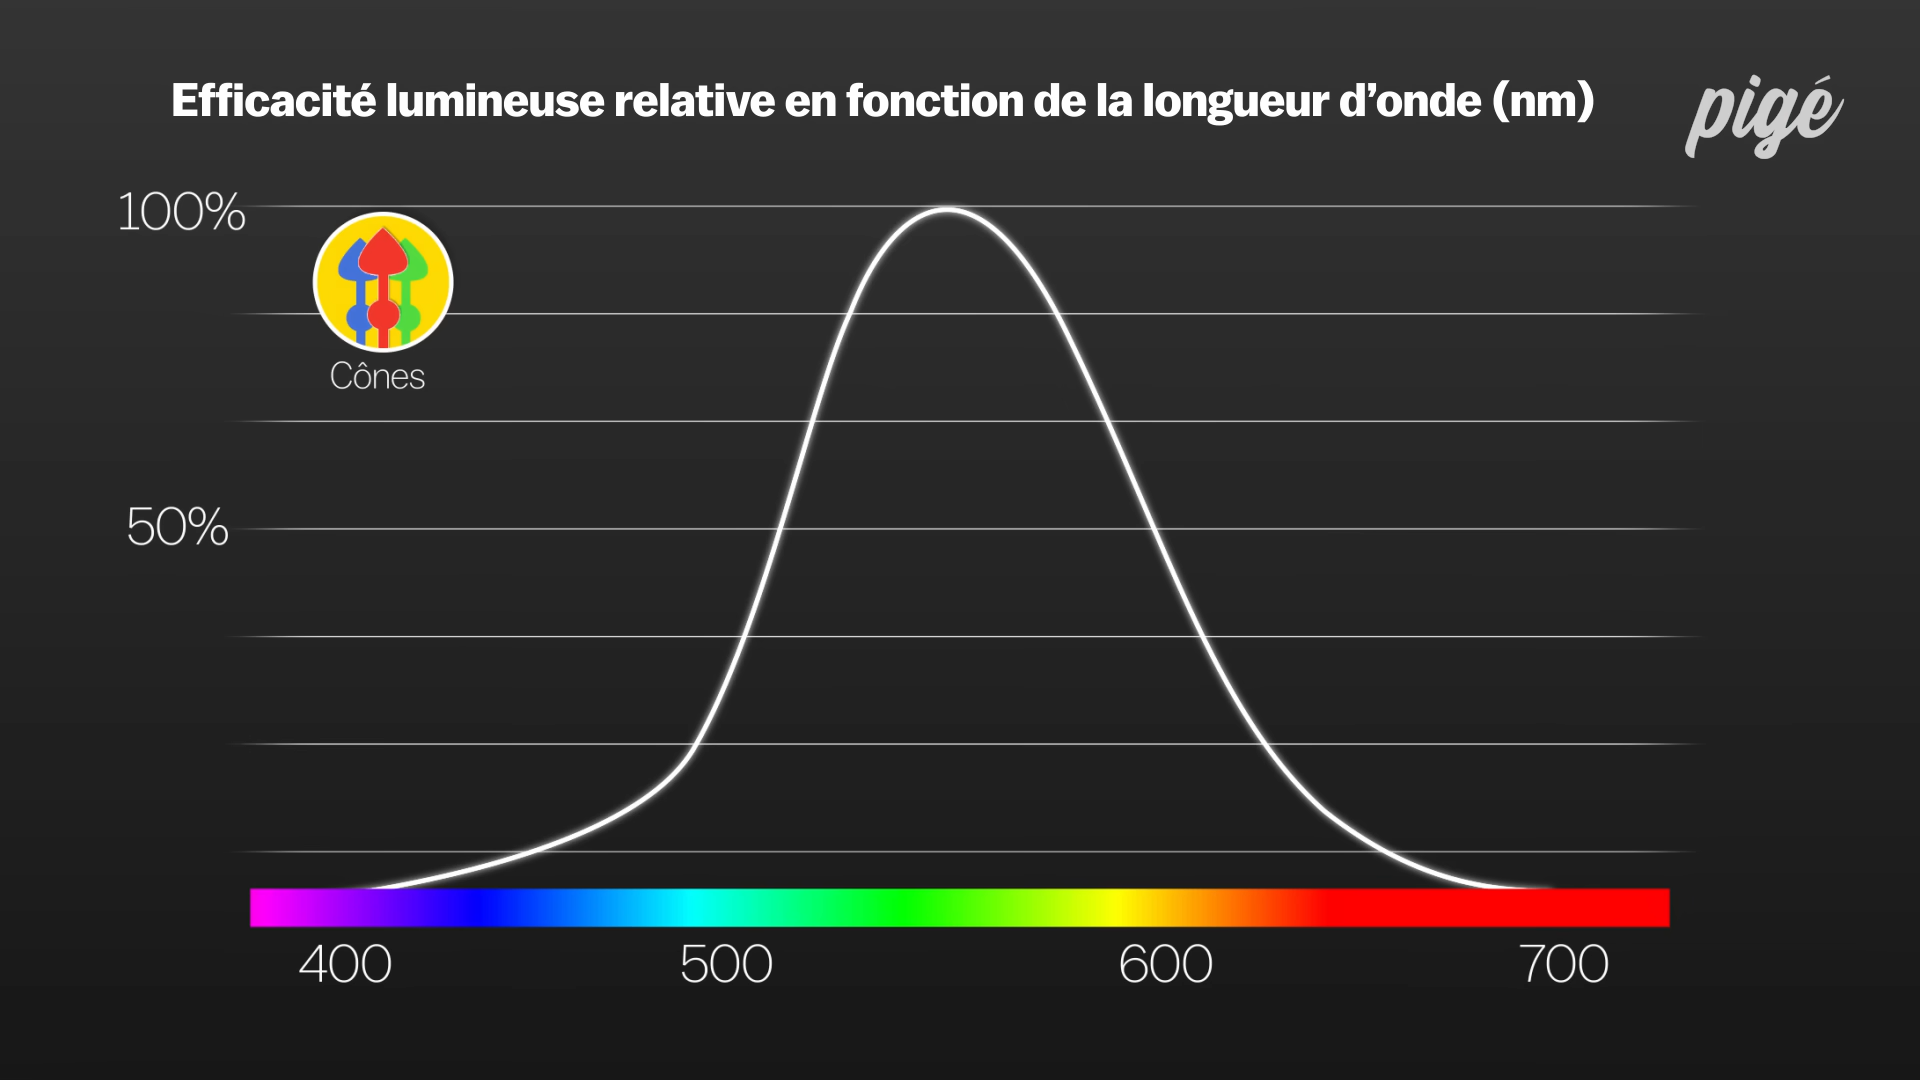 Efficacité lumineuse relative en fonction de la longueur d’onde (nm)
pigé
100%
Cônes
50%
400 500 600 700